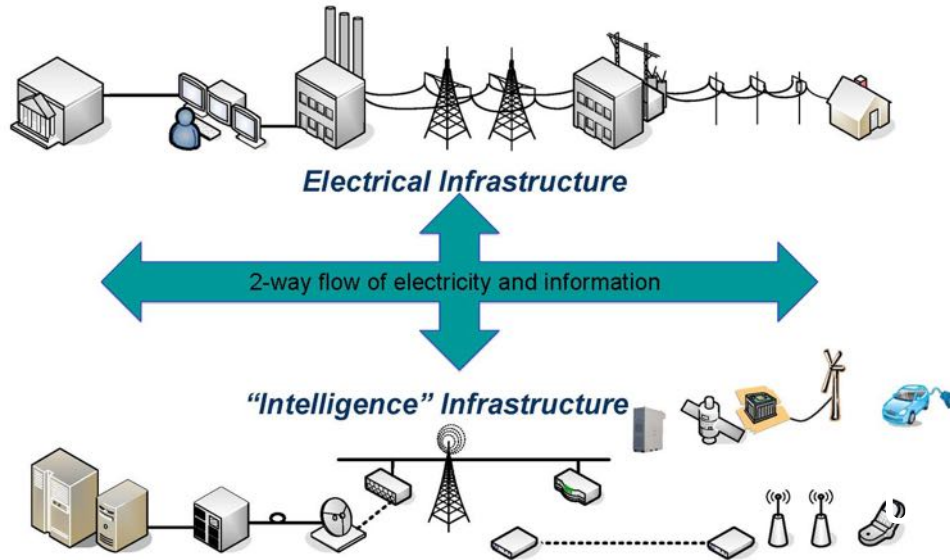 Electrical Infrastructure
2-way flow of electricity and information
“Intelligence” Infrastructure